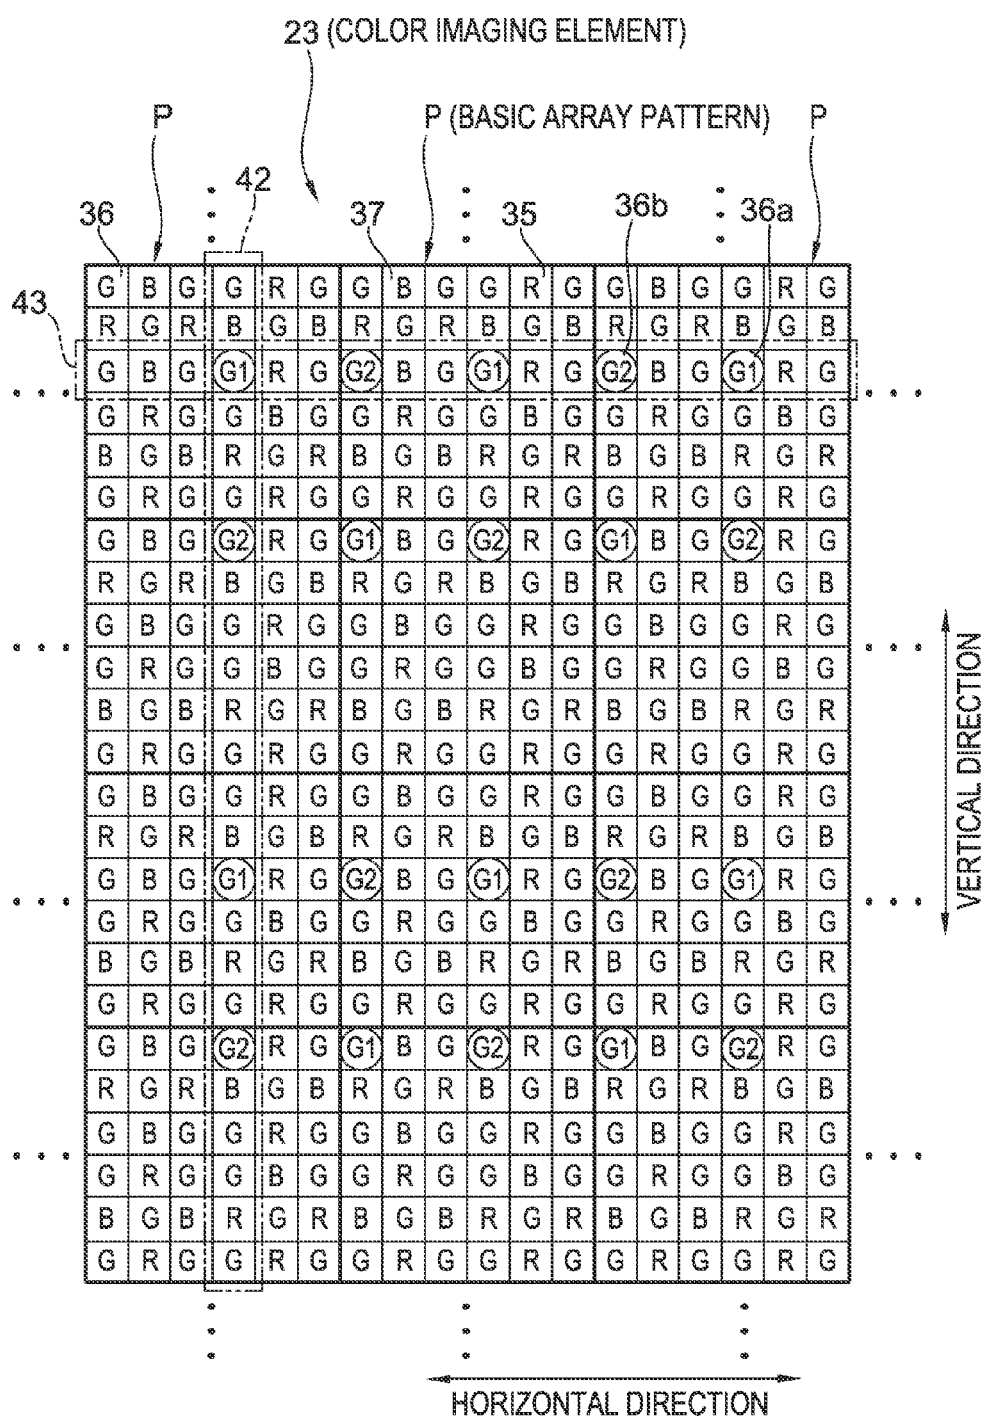 23 (COLOR IMAGING ELEMENT)
P P (BASIC ARRAY PATTERN) P
42
36 37 35 36b 36a
G B G G R G G B G G R G G B G G R G
43
R G R B G B R G R B G B R G R B G B
G B G G1 R G G2 B G G1 R G G2 B G G1 R G
G R G G B G G R G G B G G R G G B G
B G B R G R B G B R G R B G B R G R
G R G G R G G R G G R G G R G G R G
G B G G2 R G G1 B G G2 R G G1 B G G2 R G
R G R B G B R G R B G B R G R B G B
G B G G R G G B G G R G G B G G R G
G R G G B G G R G G B G G R G G B G
B G B R G R B G B R G R B G B R G R
G R G G R G G R G G R G G R G G R G
G B G G R G G B G G R G G B G G R G
R G R B G B R G R B G B R G R B G B
G B G G1 R G G2 B G G1 R G G2 B G G1 R G
G R G G B G G R G G B G G R G G B G
B G B R G R B G B R G R B G B R G R
G R G G R G G R G G R G G R G G R G
G B G G2 R G G1 B G G2 R G G1 B G G2 R G
R G R B G B R G R B G B R G R B G B
G B G G R G G B G G R G G B G G R G
G R G G B G G R G G B G G R G G B G
B G B R G R B G B R G R B G B R G R
G R G G R G G R G G R G G R G G R G
VERTICAL DIRECTION
HORIZONTAL DIRECTION